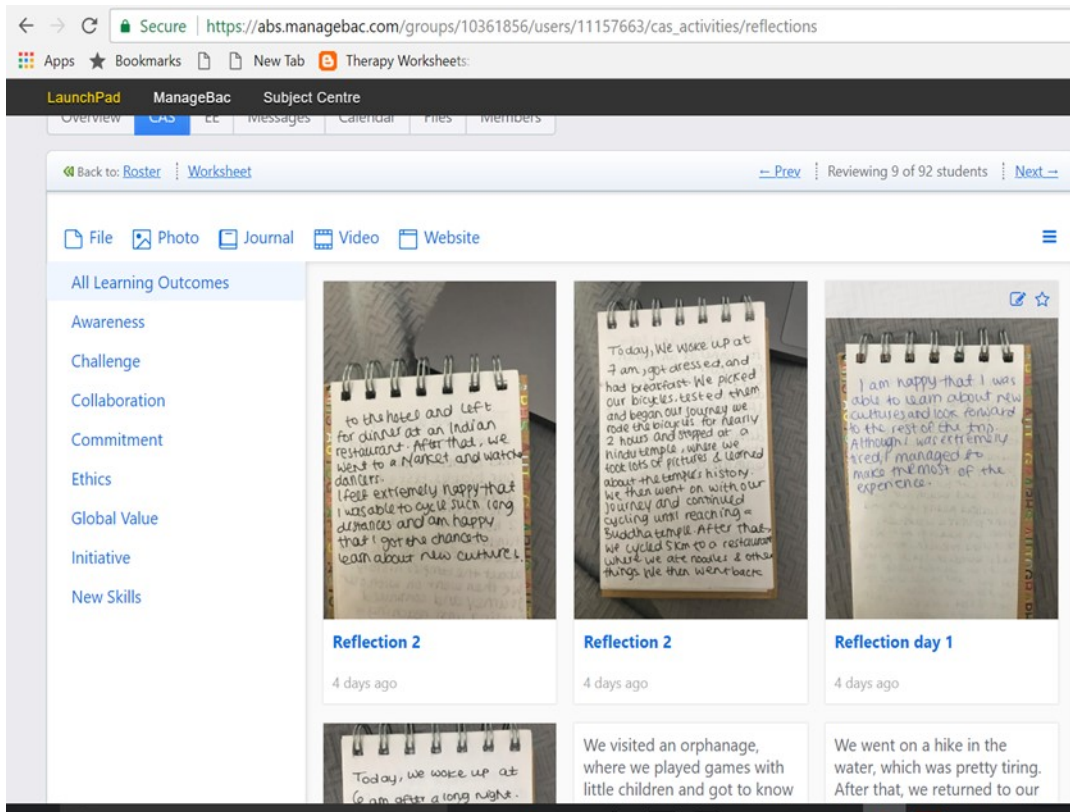 Secure | https://abs.managebac.com/groups/10361856/users/11157663/cas_activities/reflections
Apps Bookmarks New Tab Therapy Worksheets:
LaunchPad ManageBac Subject Centre
Overview CAS EE Messages Calendar Files Members
Back to: Roster Worksheet ← Prev Reviewing 9 of 92 students Next →
File Photo Journal Video Website
All Learning Outcomes
Awareness
Challenge
Collaboration
Commitment
Ethics
Global Value
Initiative
New Skills
to the hotel and left
for dinner at an Indian
restaurant. After that, we
went to a Market and watch
dancers.
I feel extremely happy that
I was able to cycle such long
distances and am happy
that I got the chance to
learn about new cultures.
Reflection 2
4 days ago
Today, We woke up at
7 am, got dressed, and
had breakfast. We picked
our bicycles, tested them
and began our journey we
rode the bicycles for nearly
2 hours and stopped at a
hindu temple, where we
took lots of pictures & learned
about the temple's history.
We then went on with our
journey and continued
cycling until reaching a
Buddha temple. After that,
we cycled 5km to a restaurant
where we ate noodles & other
things. We then went back
Reflection 2
4 days ago
I am happy that I was
able to learn about new
cultures and look forward
to the rest of the trip.
Although I was extremely
tired, I managed to
make the most of the
experience.
Reflection day 1
4 days ago
Today, we woke up at
6 am after a long night.
We visited an orphanage,
where we played games with
little children and got to know
We went on a hike in the
water, which was pretty tiring.
After that, we returned to our